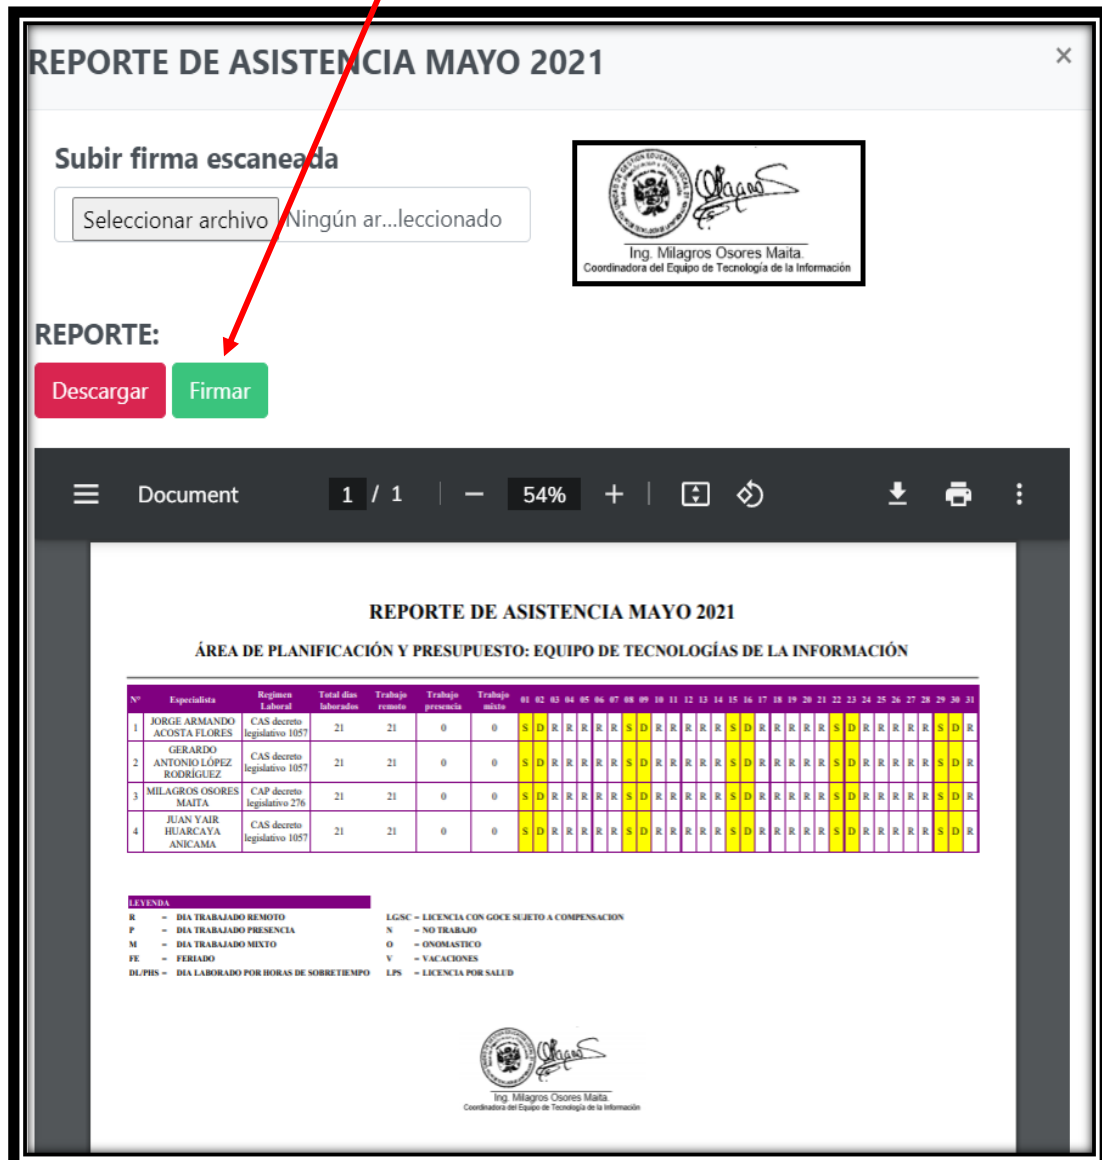 REPORTE DE ASISTENCIA MAYO 2021
×
Subir firma escaneada
Seleccionar archivo Ningún ar...leccionado
Ing. Milagros Osores Maita.
Coordinadora del Equipo de Tecnología de la Información
REPORTE:
Descargar Firmar
Document 1 / 1 54%
REPORTE DE ASISTENCIA MAYO 2021
ÁREA DE PLANIFICACIÓN Y PRESUPUESTO: EQUIPO DE TECNOLOGÍAS DE LA INFORMACIÓN
Nº Especialista Regimen Laboral Total dias laborados Trabajo remoto Trabajo presencia Trabajo mixto 01 02 03 04 05 06 07 08 09 10 11 12 13 14 15 16 17 18 19 20 21 22 23 24 25 26 27 28 29 30 31
1 JORGE ARMANDO ACOSTA FLORES CAS decreto legislativo 1057 21 21 0 0 S D R R R R R S D R R R R R S D R R R R R S D R R R R R S D R
2 GERARDO ANTONIO LÓPEZ RODRÍGUEZ CAS decreto legislativo 1057 21 21 0 0 S D R R R R R S D R R R R R S D R R R R R S D R R R R R S D R
3 MILAGROS OSORES MAITA CAP decreto legislativo 276 21 21 0 0 S D R R R R R S D R R R R R S D R R R R R S D R R R R R S D R
4 JUAN YAIR HUARCAYA ANICAMA CAS decreto legislativo 1057 21 21 0 0 S D R R R R R S D R R R R R S D R R R R R S D R R R R R S D R
LEYENDA
R = DIA TRABAJADO REMOTO LG/SC = LICENCIA CON GOCE SUJETO A COMPENSACION
P = DIA TRABAJADO PRESENCIA N = NO TRABAJO
M = DIA TRABAJADO MIXTO O = ONOMASTICO
FE = FERIADO V = VACACIONES
DL/PHS = DIA LABORADO POR HORAS DE SOBRETIEMPO LPS = LICENCIA POR SALUD
Ing. Milagros Osores Maita.
Coordinadora del Equipo de Tecnología de la Información